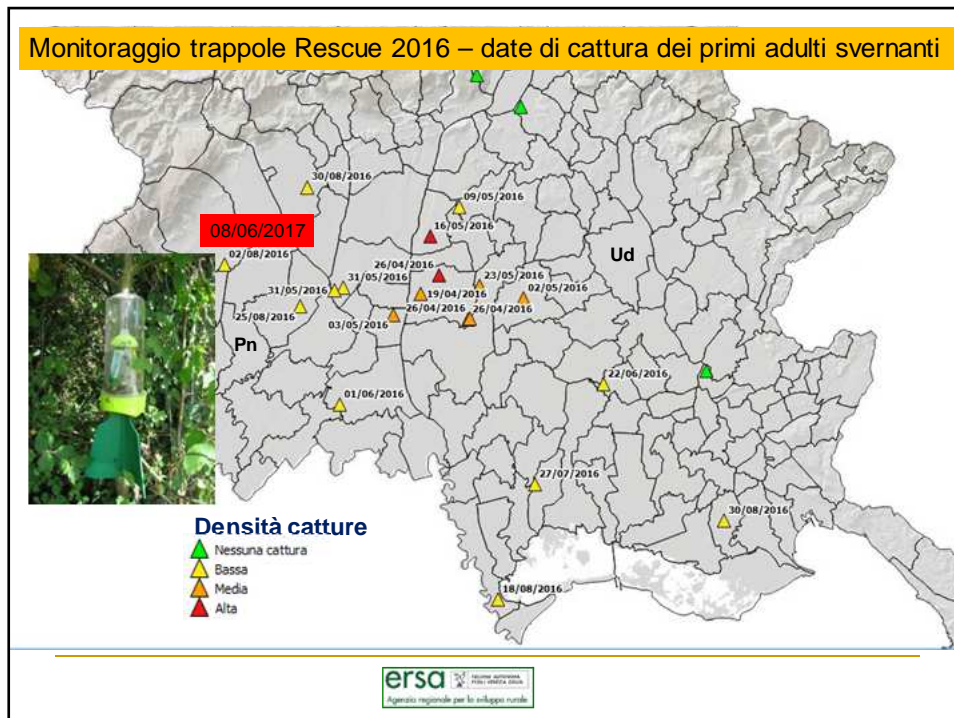 Monitoraggio trappole Rescue 2016 – date di cattura dei primi adulti svernanti
30/08/2016
09/05/2016
08/06/2017
16/05/2016
02/08/2016
26/04/2016
Ud
31/05/2016
23/05/2016
31/05/2016
19/04/2016
02/05/2016
25/08/2016
03/05/2016
26/04/2016
26/04/2016
Pn
22/06/2016
01/06/2016
27/07/2016
30/08/2016
Densità catture
Nessuna cattura
Bassa
Media
Alta
18/08/2016
ersa
Agenzia regionale per lo sviluppo rurale